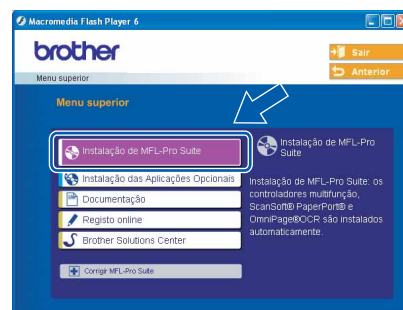 Macromedia Flash Player 6
brother
Sair
Anterior
Menu superior
Menu superior
Instalação de MFL-Pro Suite
Instalação das Aplicações Opcionais
Documentação
Registo online
Brother Solutions Center
Corrigir MFL-Pro Suite
Instalação de MFL-Pro
Suite
Instalação de MFL-Pro Suite: os
controladores multifunção,
ScanSoft® PaperPort® e
OmniPage®OCR são instalados
automaticamente.